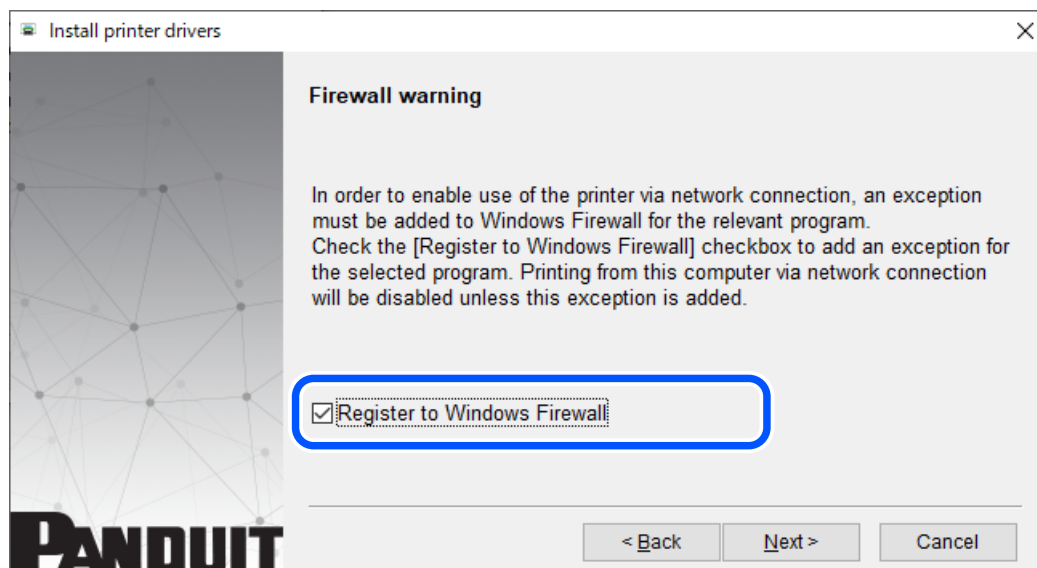 Install printer drivers
Firewall warning
In order to enable use of the printer via network connection, an exception
must be added to Windows Firewall for the relevant program.
Check the [Register to Windows Firewall] checkbox to add an exception for
the selected program. Printing from this computer via network connection
will be disabled unless this exception is added.
Register to Windows Firewall
PANDUIT
< Back
Next >
Cancel